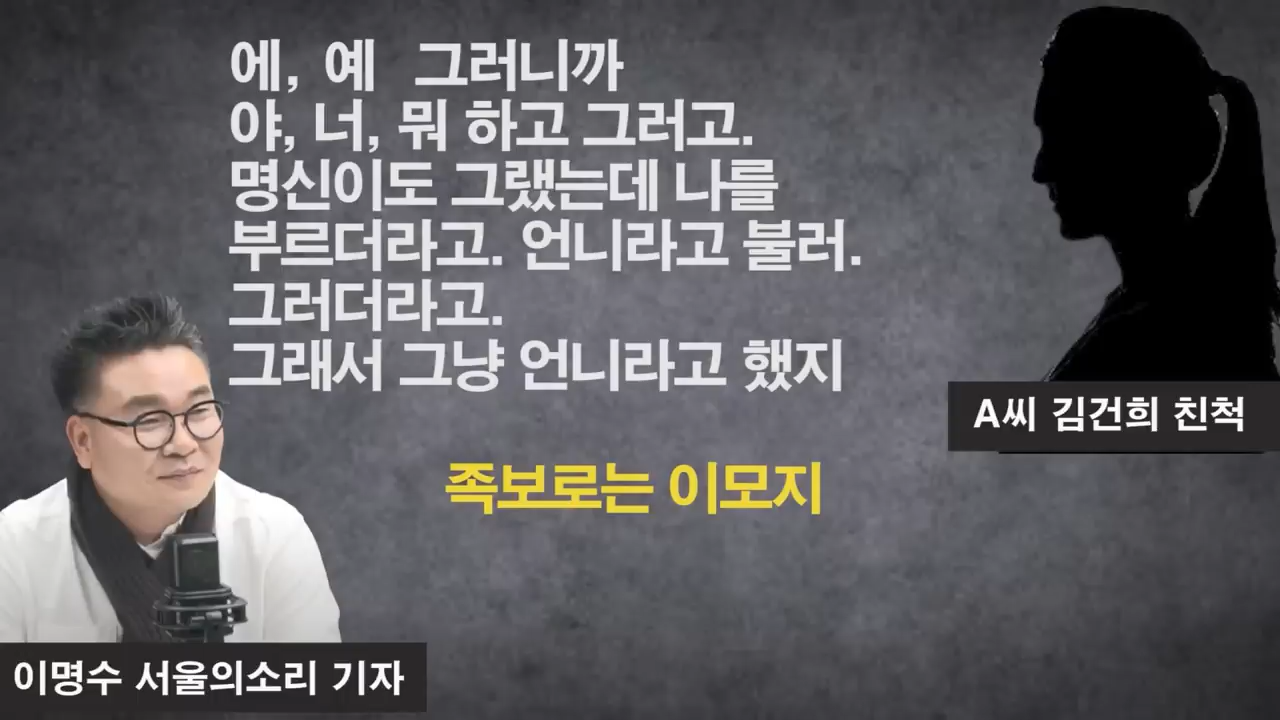 에, 예 그러니까
야, 너, 뭐 하고 그러고.
명신이도 그랬는데 나를
부르더라고. 언니라고 불러.
그러더라고.
그래서 그냥 언니라고 했지
A씨 김건희 친척
족보로는 이모지
이명수 서울의소리 기자